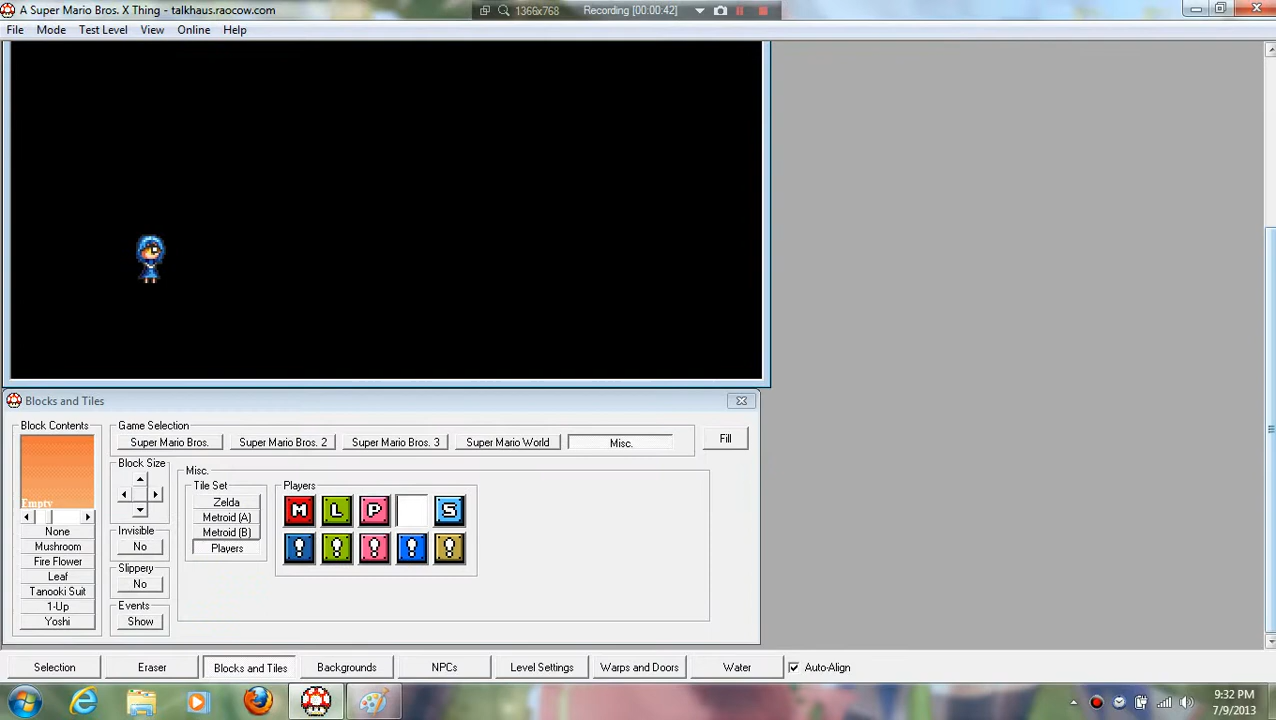 A Super Mario Bros. X Thing - talkhaus.raocow.com
1366x768
Recording [00:00:42]
File Mode Test Level View Online Help
Blocks and Tiles
Block Contents
Empty
None
Mushroom
Fire Flower
Leaf
Tanooki Suit
1-Up
Yoshi
Block Size
Invisible
No
Slippery
No
Events
Show
Game Selection
Super Mario Bros. Super Mario Bros. 2 Super Mario Bros. 3 Super Mario World Misc.
Fill
Misc.
Tile Set
Zelda
Metroid (A)
Metroid (B)
Players
Players
M L P S
! ! ! ! !
Selection Eraser Blocks and Tiles Backgrounds NPCs Level Settings Warps and Doors Water Auto-Align
9:32 PM
7/9/2013